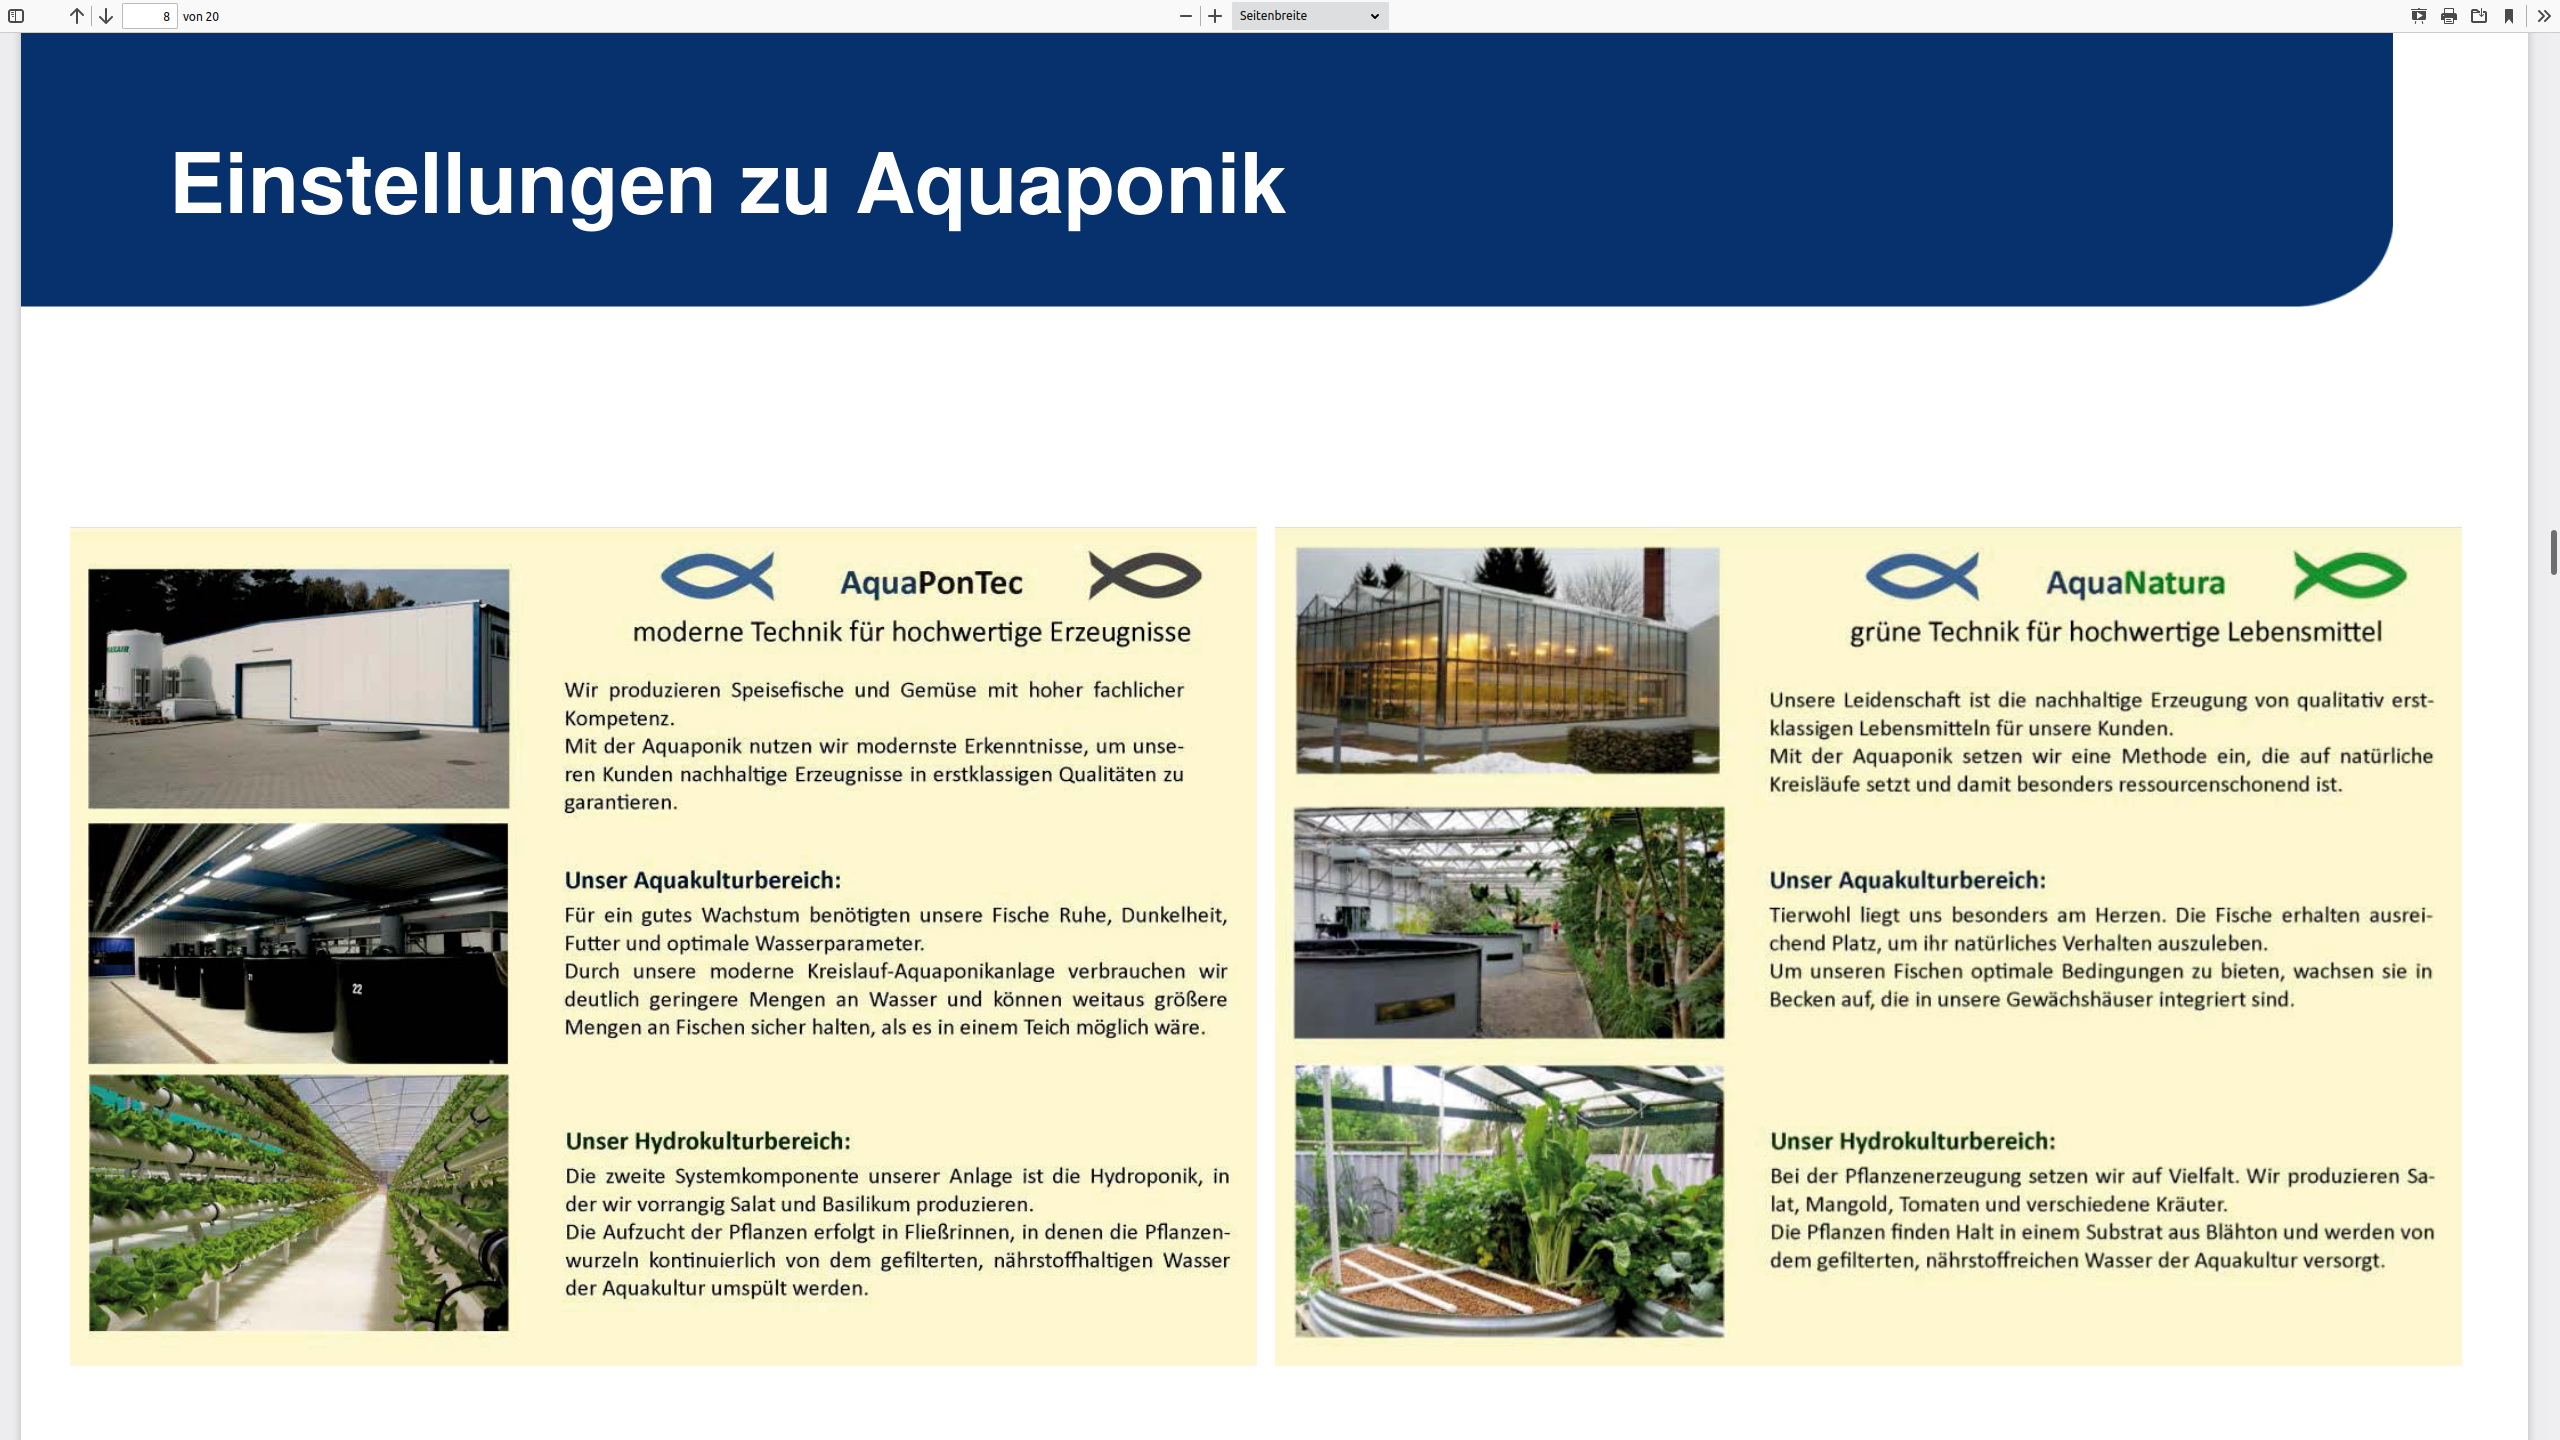 8 von 20
Seitenbreite
Einstellungen zu Aquaponik
AquaPonTec
moderne Technik für hochwertige Erzeugnisse
Wir produzieren Speisefische und Gemüse mit hoher fachlicher
Kompetenz.
Mit der Aquaponik nutzen wir modernste Erkenntnisse, um unse-
ren Kunden nachhaltige Erzeugnisse in erstklassigen Qualitäten zu
garantieren.
Unser Aquakulturbereich:
Für ein gutes Wachstum benötigten unsere Fische Ruhe, Dunkelheit,
Futter und optimale Wasserparameter.
Durch unsere moderne Kreislauf-Aquaponikanlage verbrauchen wir
deutlich geringere Mengen an Wasser und können weitaus größere
Mengen an Fischen sicher halten, als es in einem Teich möglich wäre.
22
Unser Hydrokulturbereich:
Die zweite Systemkomponente unserer Anlage ist die Hydroponik, in
der wir vorrangig Salat und Basilikum produzieren.
Die Aufzucht der Pflanzen erfolgt in Fließrinnen, in denen die Pflanzen-
wurzeln kontinuierlich von dem gefilterten, nährstoffhaltigen Wasser
der Aquakultur umspült werden.
AquaNatura
grüne Technik für hochwertige Lebensmittel
Unsere Leidenschaft ist die nachhaltige Erzeugung von qualitativ erst-
klassigen Lebensmitteln für unsere Kunden.
Mit der Aquaponik setzen wir eine Methode ein, die auf natürliche
Kreisläufe setzt und damit besonders ressourcenschonend ist.
Unser Aquakulturbereich:
Tierwohl liegt uns besonders am Herzen. Die Fische erhalten ausrei-
chend Platz, um ihr natürliches Verhalten auszuleben.
Um unseren Fischen optimale Bedingungen zu bieten, wachsen sie in
Becken auf, die in unsere Gewächshäuser integriert sind.
Unser Hydrokulturbereich:
Bei der Pflanzenerzeugung setzen wir auf Vielfalt. Wir produzieren Sa-
lat, Mangold, Tomaten und verschiedene Kräuter.
Die Pflanzen finden Halt in einem Substrat aus Blähton und werden von
dem gefilterten, nährstoffreichen Wasser der Aquakultur versorgt.